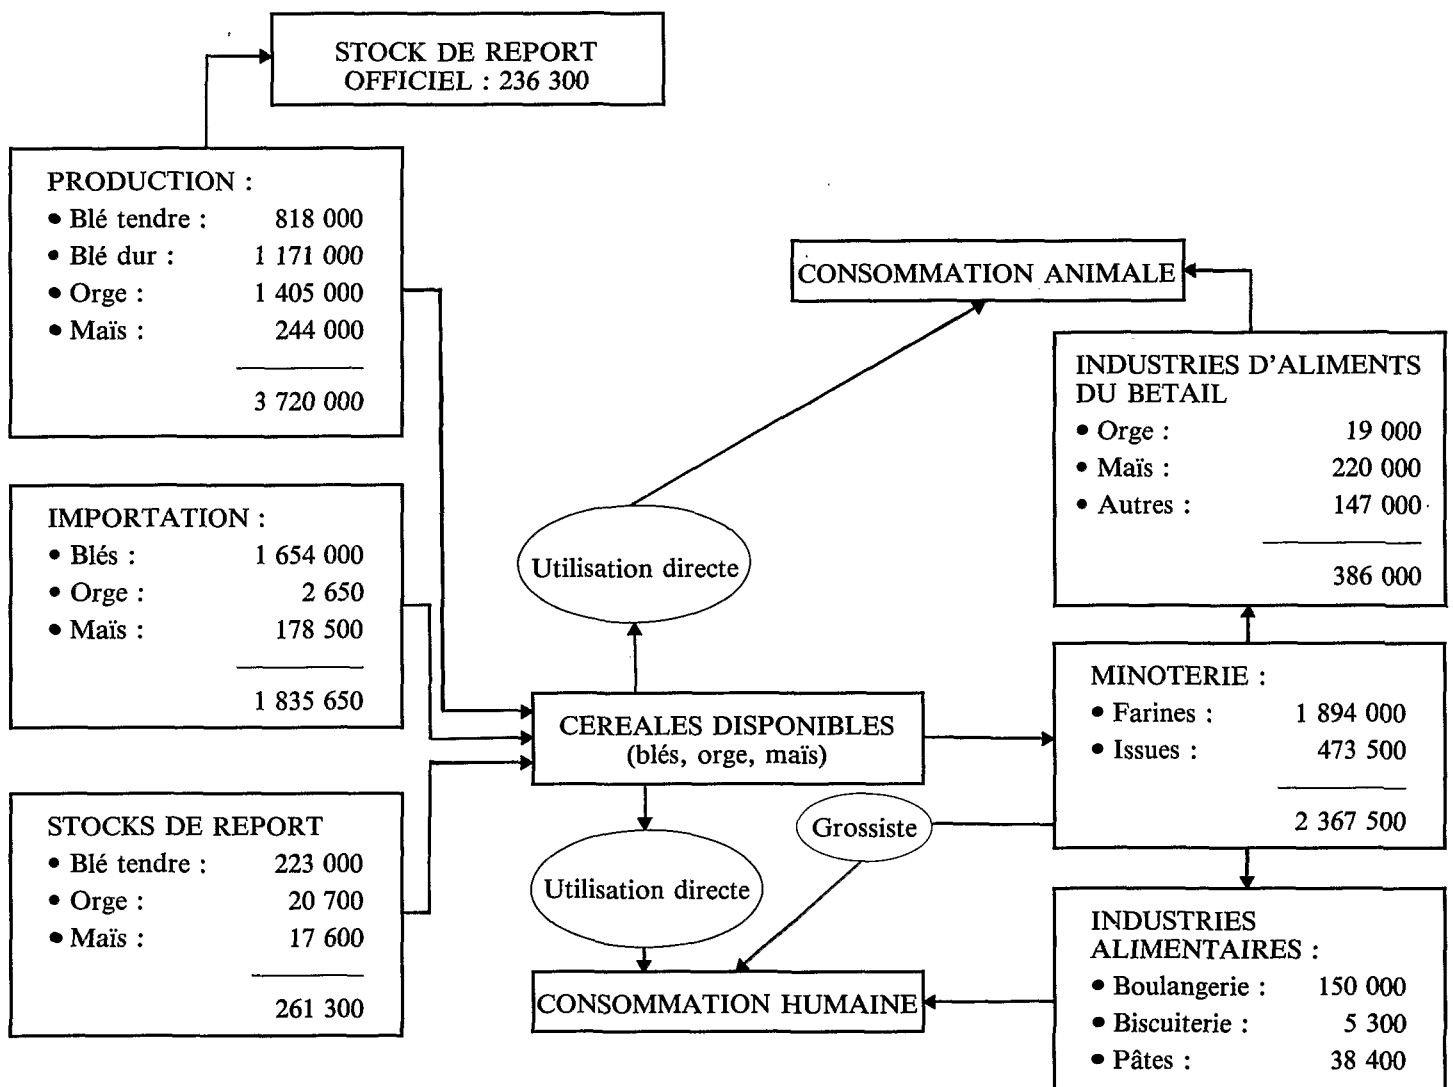 STOCK DE REPORT
OFFICIEL : 236 300
PRODUCTION :
• Blé tendre : 818 000
• Blé dur : 1 171 000
• Orge : 1 405 000
• Maïs : 244 000
3 720 000
IMPORTATION :
• Blés : 1 654 000
• Orge : 2 650
• Maïs : 178 500
1 835 650
STOCKS DE REPORT
• Blé tendre : 223 000
• Orge : 20 700
• Maïs : 17 600
261 300
Utilisation directe
CEREALES DISPONIBLES
(blés, orge, maïs)
Utilisation directe
Grossiste
CONSOMMATION HUMAINE
CONSOMMATION ANIMALE
INDUSTRIES D'ALIMENTS
DU BETAIL
• Orge : 19 000
• Maïs : 220 000
• Autres : 147 000
386 000
MINOTERIE :
• Farines : 1 894 000
• Issues : 473 500
2 367 500
INDUSTRIES
ALIMENTAIRES :
• Boulangerie : 150 000
• Biscuiterie : 5 300
• Pâtes : 38 400